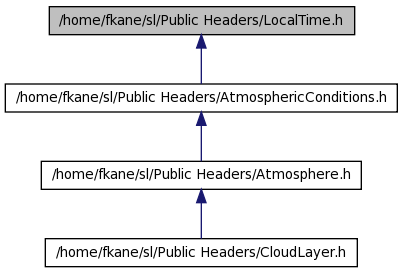 /home/fkane/sl/Public Headers/LocalTime.h
/home/fkane/sl/Public Headers/AtmosphericConditions.h
/home/fkane/sl/Public Headers/Atmosphere.h
/home/fkane/sl/Public Headers/CloudLayer.h